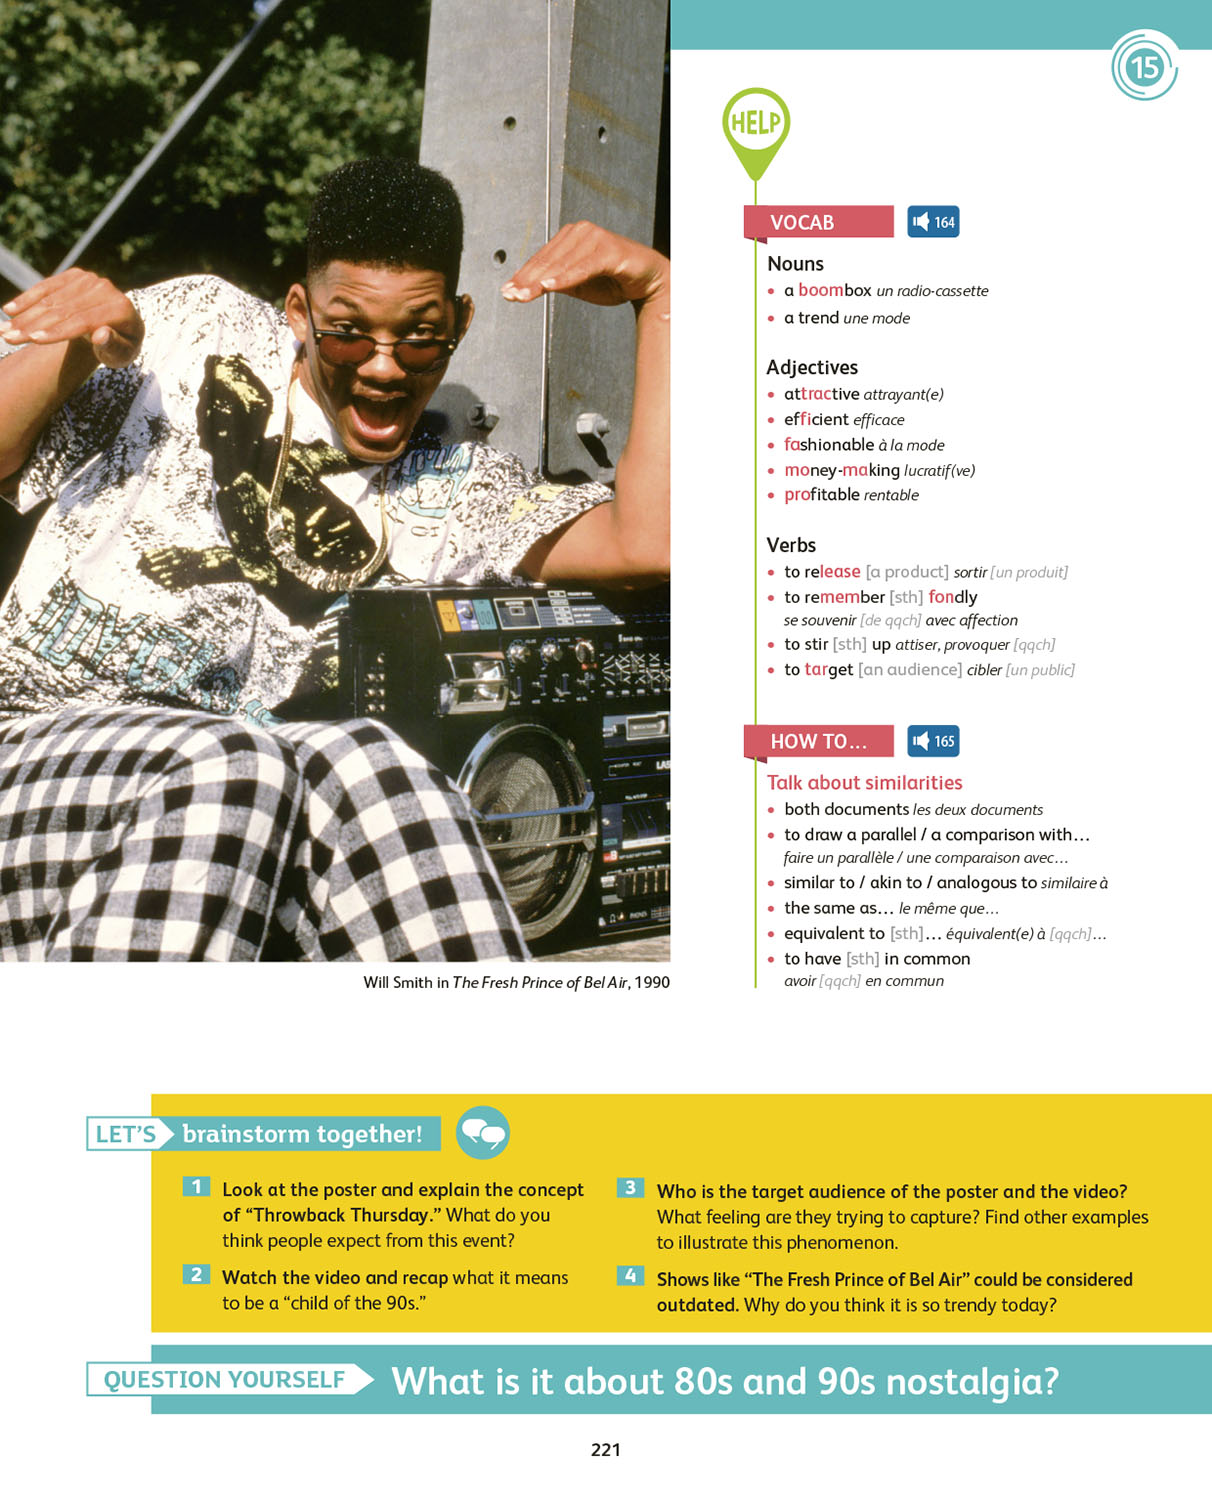 15
HELP
VOCAB
164
Nouns
• a boombox un radio-cassette
• a trend une mode
Adjectives
• attractive attrayant(e)
• efficient efficace
• fashionable à la mode
• money-making lucratif(ve)
• profitable rentable
Verbs
• to release [a product] sortir [un produit]
• to remember [sth] fondly
se souvenir [de qqch] avec affection
• to stir [sth] up attiser, provoquer [qqch]
• to target [an audience] cibler [un public]
HOW TO...
165
Talk about similarities
• both documents les deux documents
• to draw a parallel / a comparison with...
faire un parallèle / une comparaison avec...
• similar to / akin to / analogous to similaire à
• the same as... le même que...
• equivalent to [sth]... équivalent(e) à [qqch]...
• to have [sth] in common
avoir [qqch] en commun
Will Smith in The Fresh Prince of Bel Air, 1990
LET'S brainstorm together!
1 Look at the poster and explain the concept
of “Throwback Thursday.” What do you
think people expect from this event?
2 Watch the video and recap what it means
to be a “child of the 90s.”
3 Who is the target audience of the poster and the video?
What feeling are they trying to capture? Find other examples
to illustrate this phenomenon.
4 Shows like “The Fresh Prince of Bel Air” could be considered
outdated. Why do you think it is so trendy today?
QUESTION YOURSELF What is it about 80s and 90s nostalgia?
221